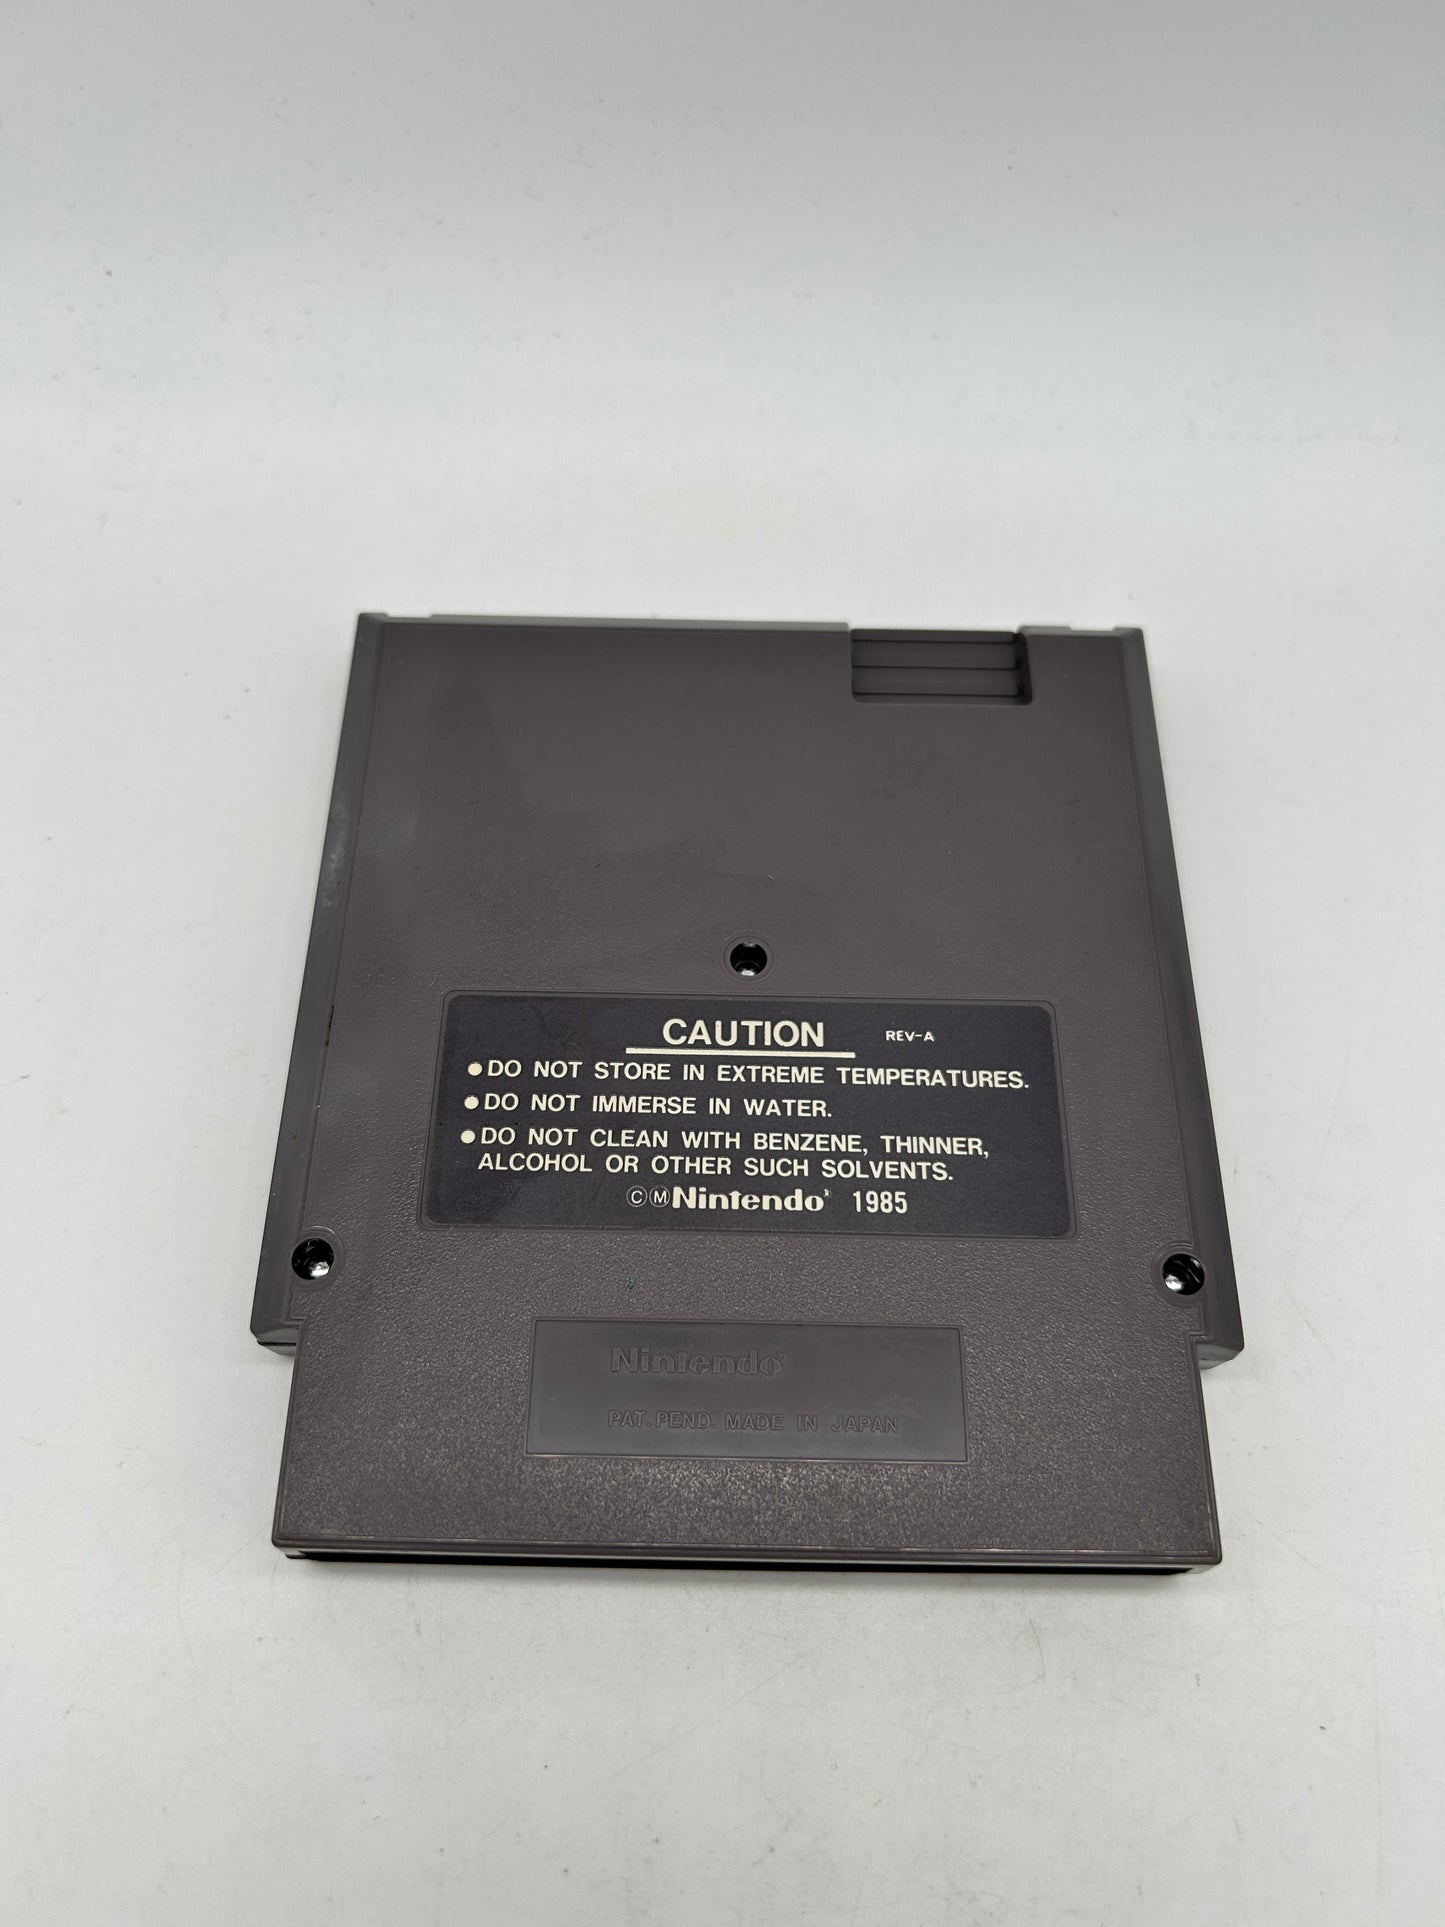 CAUTION REV-A
●DO NOT STORE IN EXTREME TEMPERATURES.
●DO NOT IMMERSE IN WATER.
●DO NOT CLEAN WITH BENZENE, THINNER,
ALCOHOL OR OTHER SUCH SOLVENTS.
ⒸⓂNintendo® 1985
Nintendo®
PAT. PEND. MADE IN JAPAN